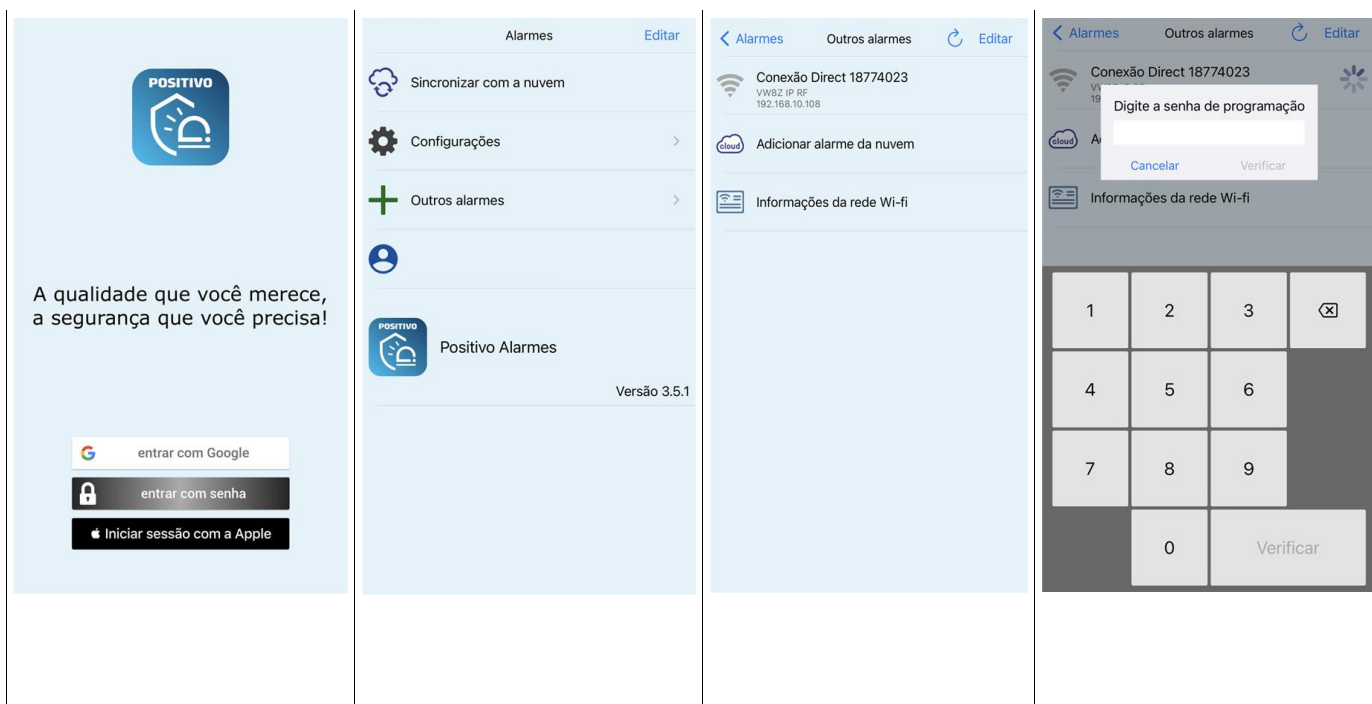 POSITIVO
A qualidade que você merece,
a segurança que você precisa!
entrar com Google
entrar com senha
Iniciar sessão com a Apple
Alarmes
Editar
Sincronizar com a nuvem
Configurações
Outros alarmes
POSITIVO
Positivo Alarmes
Versão 3.5.1
Alarmes
Outros alarmes
Editar
Conexão Direct 18774023
VW8Z IP RF
192.168.10.108
cloud
Adicionar alarme da nuvem
Informações da rede Wi-fi
Alarmes
Outros alarmes
Editar
Conexão Direct 18774023
19
Digite a senha de programação
cloud
A
Cancelar
Verificar
Informações da rede Wi-fi
1
2
3
4
5
6
7
8
9
0
Verificar